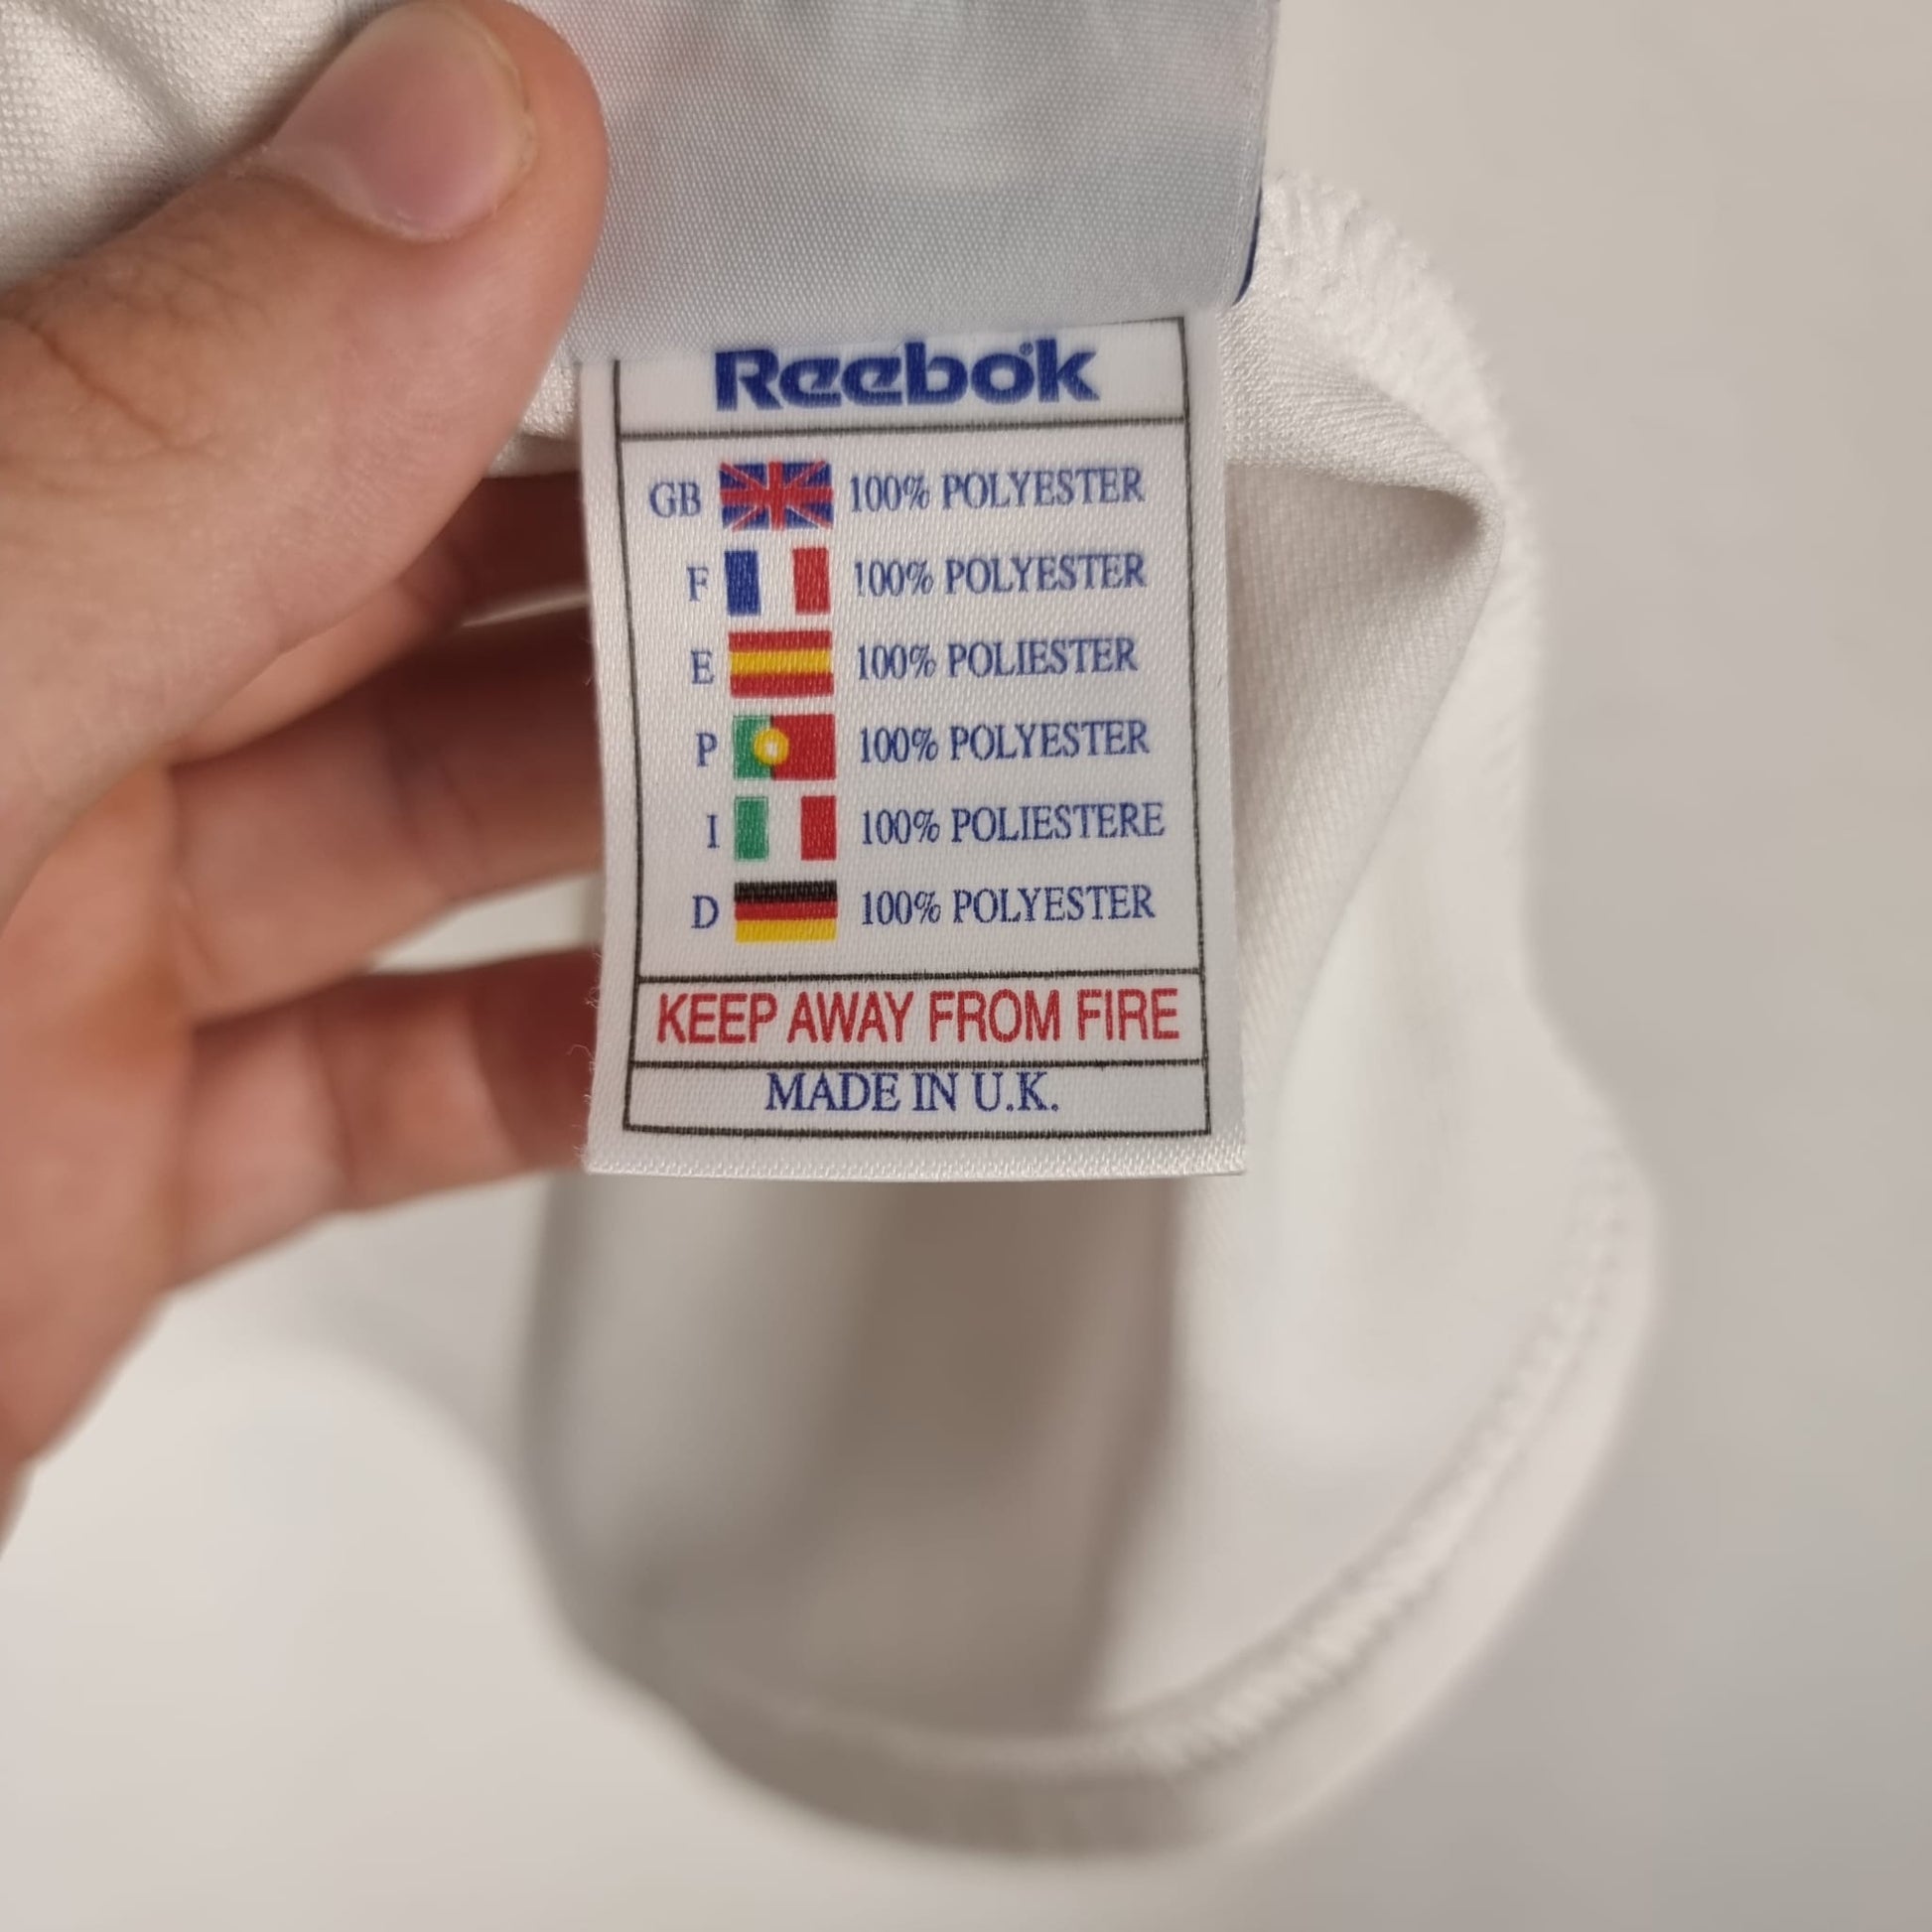 Reebok
GB 100% POLYESTER
F 100% POLYESTER
E 100% POLIESTER
P 100% POLYESTER
I 100% POLIESTERE
D 100% POLYESTER
KEEP AWAY FROM FIRE
MADE IN U.K.